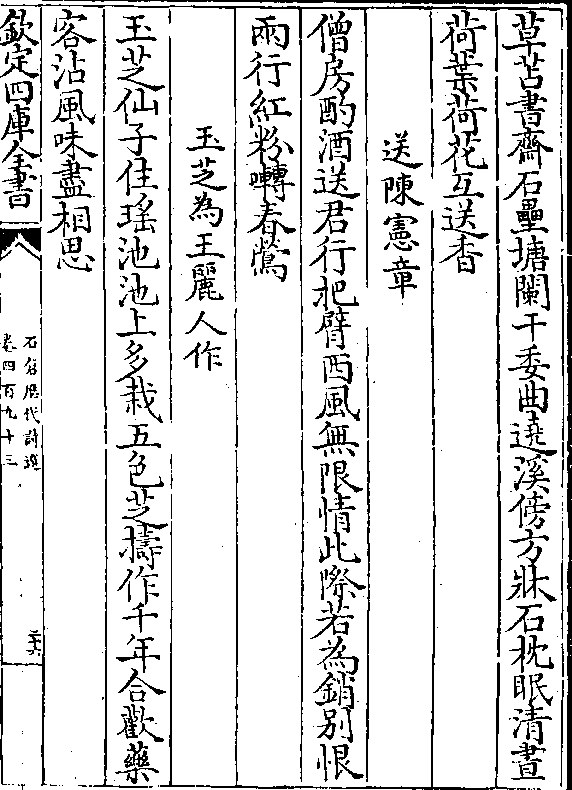 草苫書齋石壘塘闌干委曲遶溪傍方牀石枕眠清晝
荷葉荷花互送香
送陳憲章
僧房酌酒送君行把臂西風無限情此際若為銷别恨
兩行紅粉囀春鶯
玉芝為王麗人作
玉芝仙子住瑶池池上多栽五色芝擣作千年合歡藥
客沾風味盡相思
欽定四庫全書
石倉歷代詩選
卷四百九十三
二十六